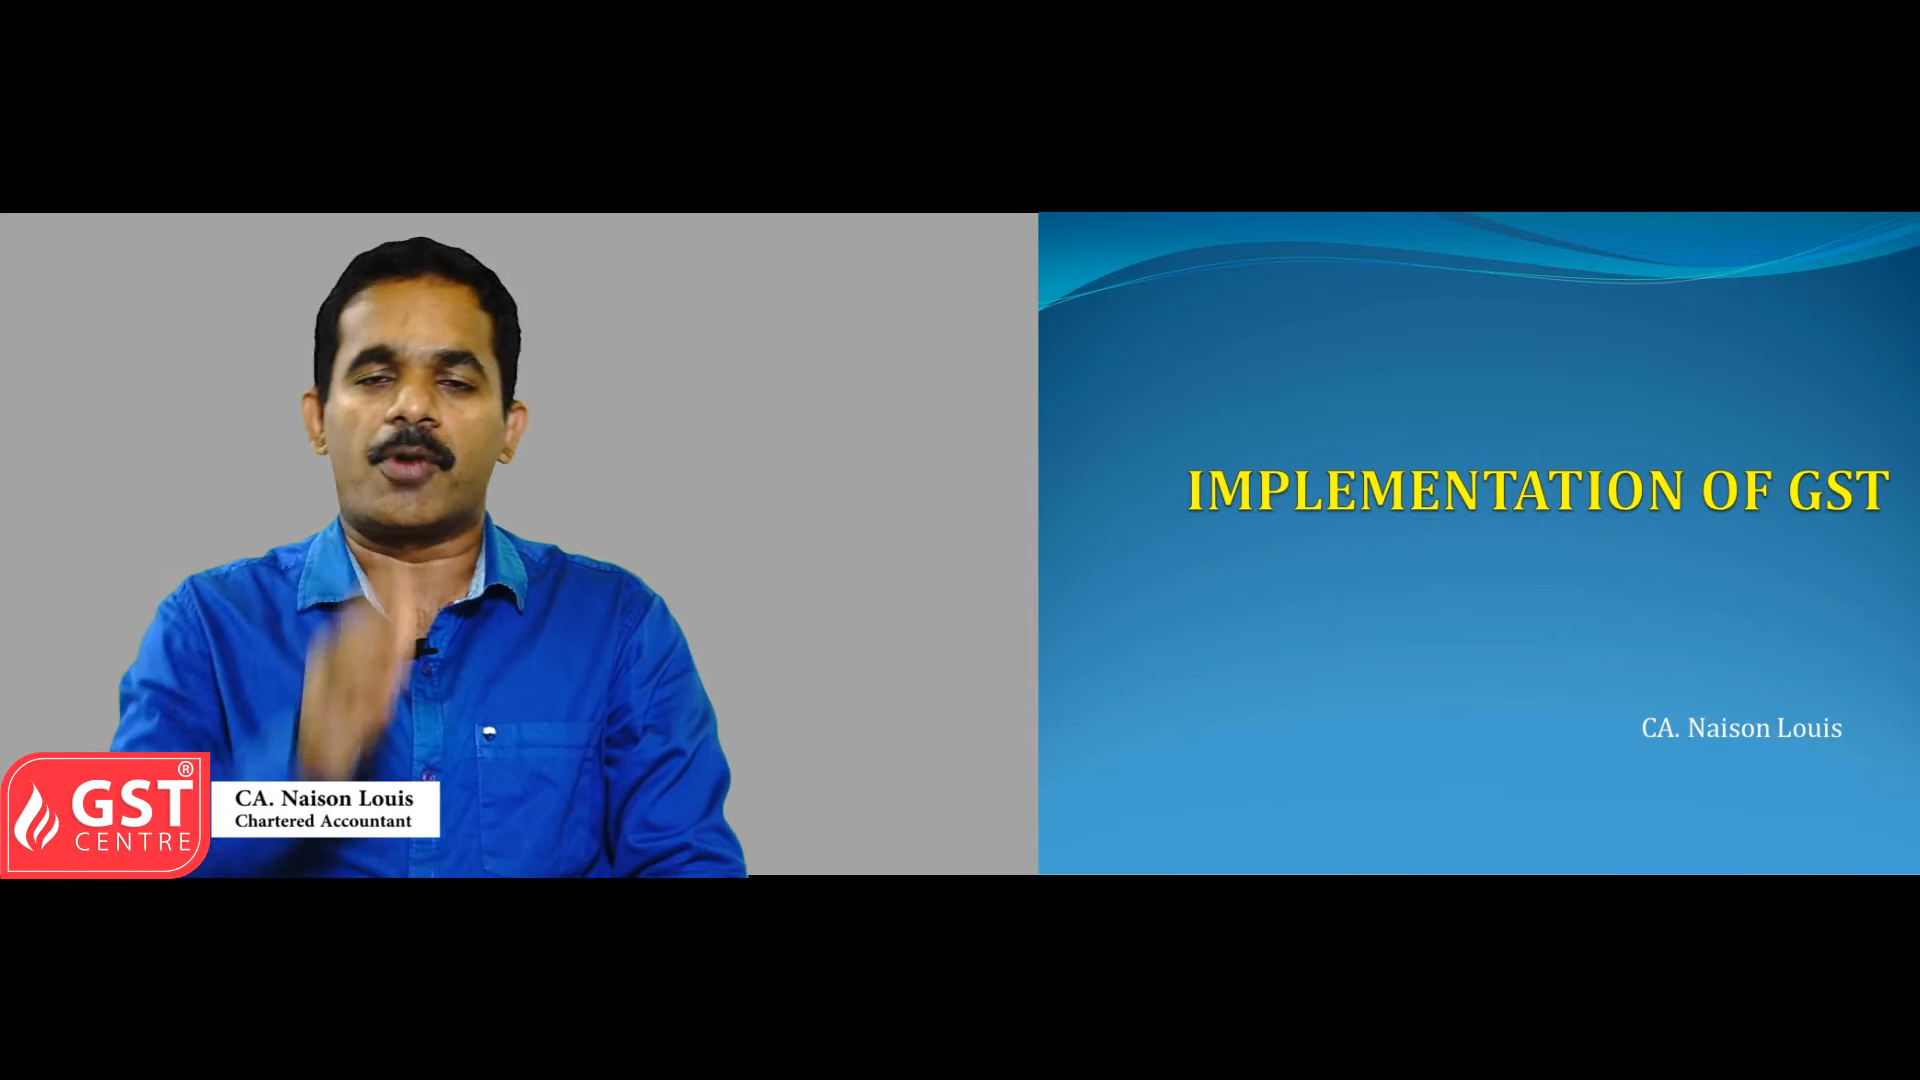 GST®
CENTRE
CA. Naison Louis
Chartered Accountant
IMPLEMENTATION OF GST
CA. Naison Louis